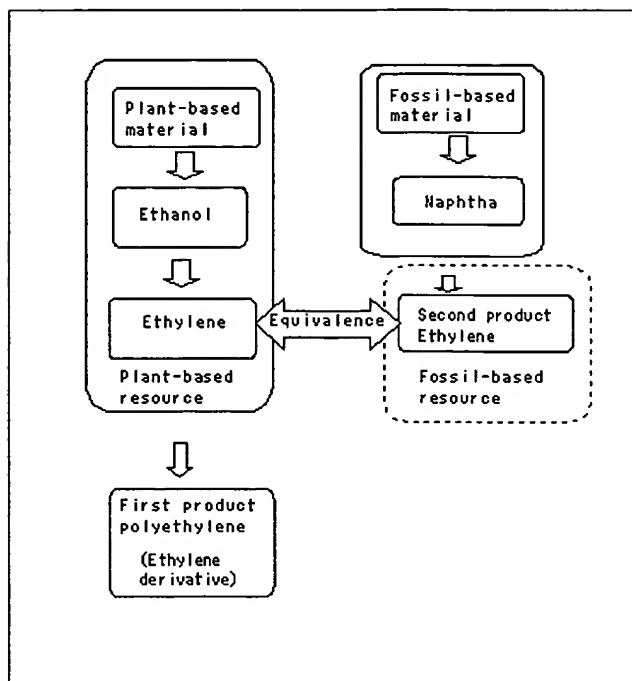 Plant-based
material
Ethanol
Ethylene
Plant-based
resource
First product
polyethylene
(Ethylene
derivative)
Equivalence
Fossil-based
material
Naphtha
Second product
Ethylene
Fossil-based
resource